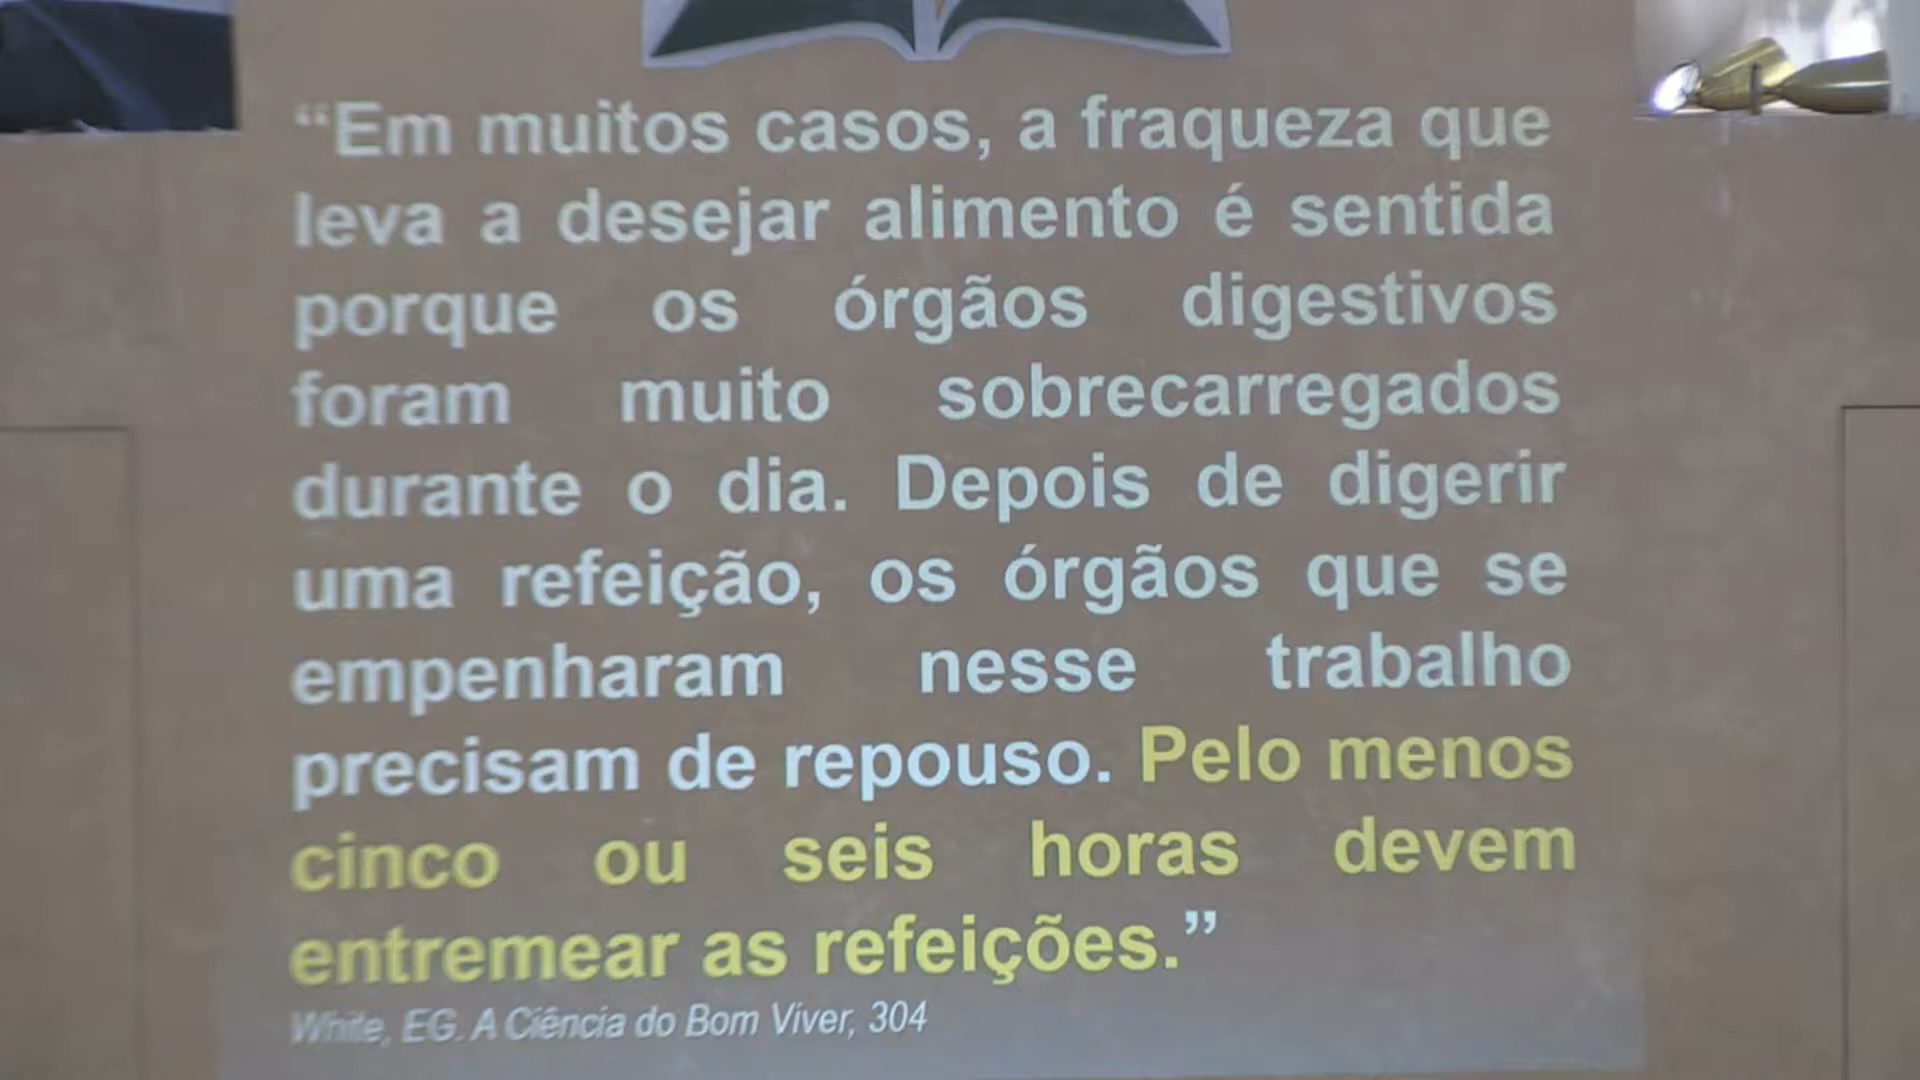 “Em muitos casos, a fraqueza que
leva a desejar alimento é sentida
porque os órgãos digestivos
foram muito sobrecarregados
durante o dia. Depois de digerir
uma refeição, os órgãos que se
empenharam nesse trabalho
precisam de repouso. Pelo menos
cinco ou seis horas devem
entremear as refeições.”
White, EG. A Ciência do Bom Viver, 304